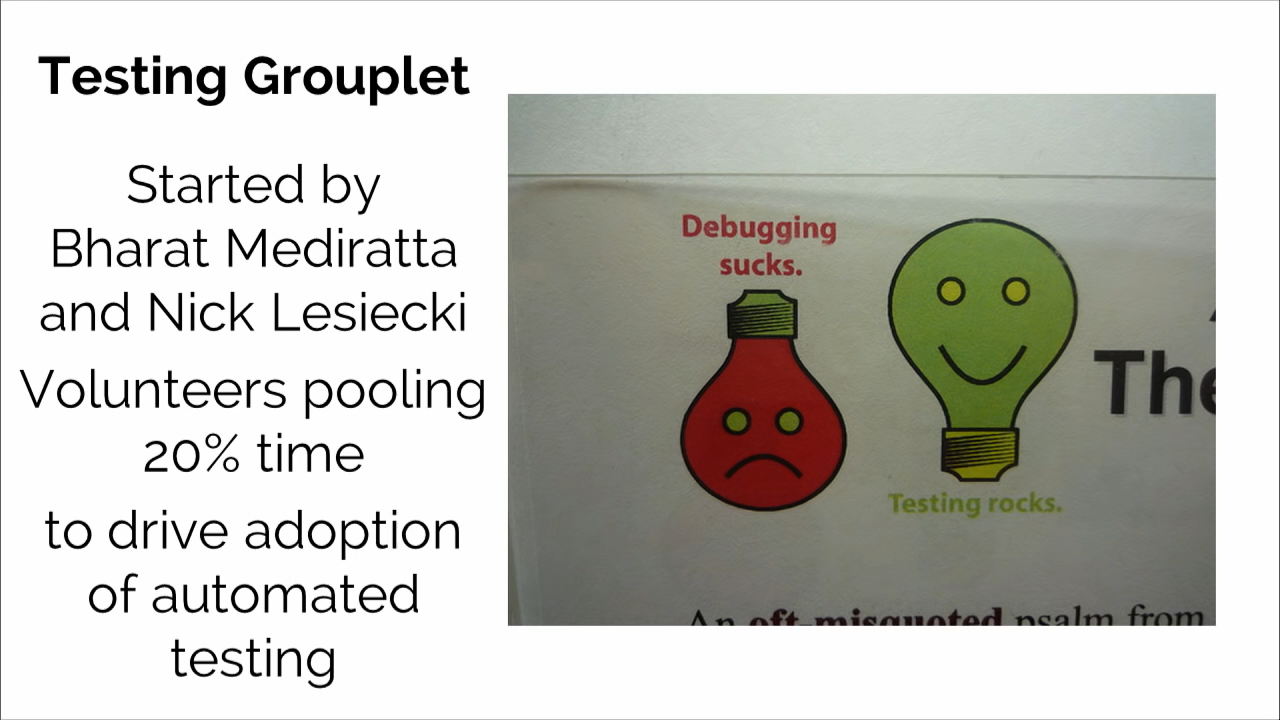 Testing Grouplet
Started by
Bharat Mediratta
and Nick Lesiecki
Volunteers pooling
20% time
to drive adoption
of automated
testing
Debugging
sucks.
Testing rocks.
An oft-misquoted psalm from